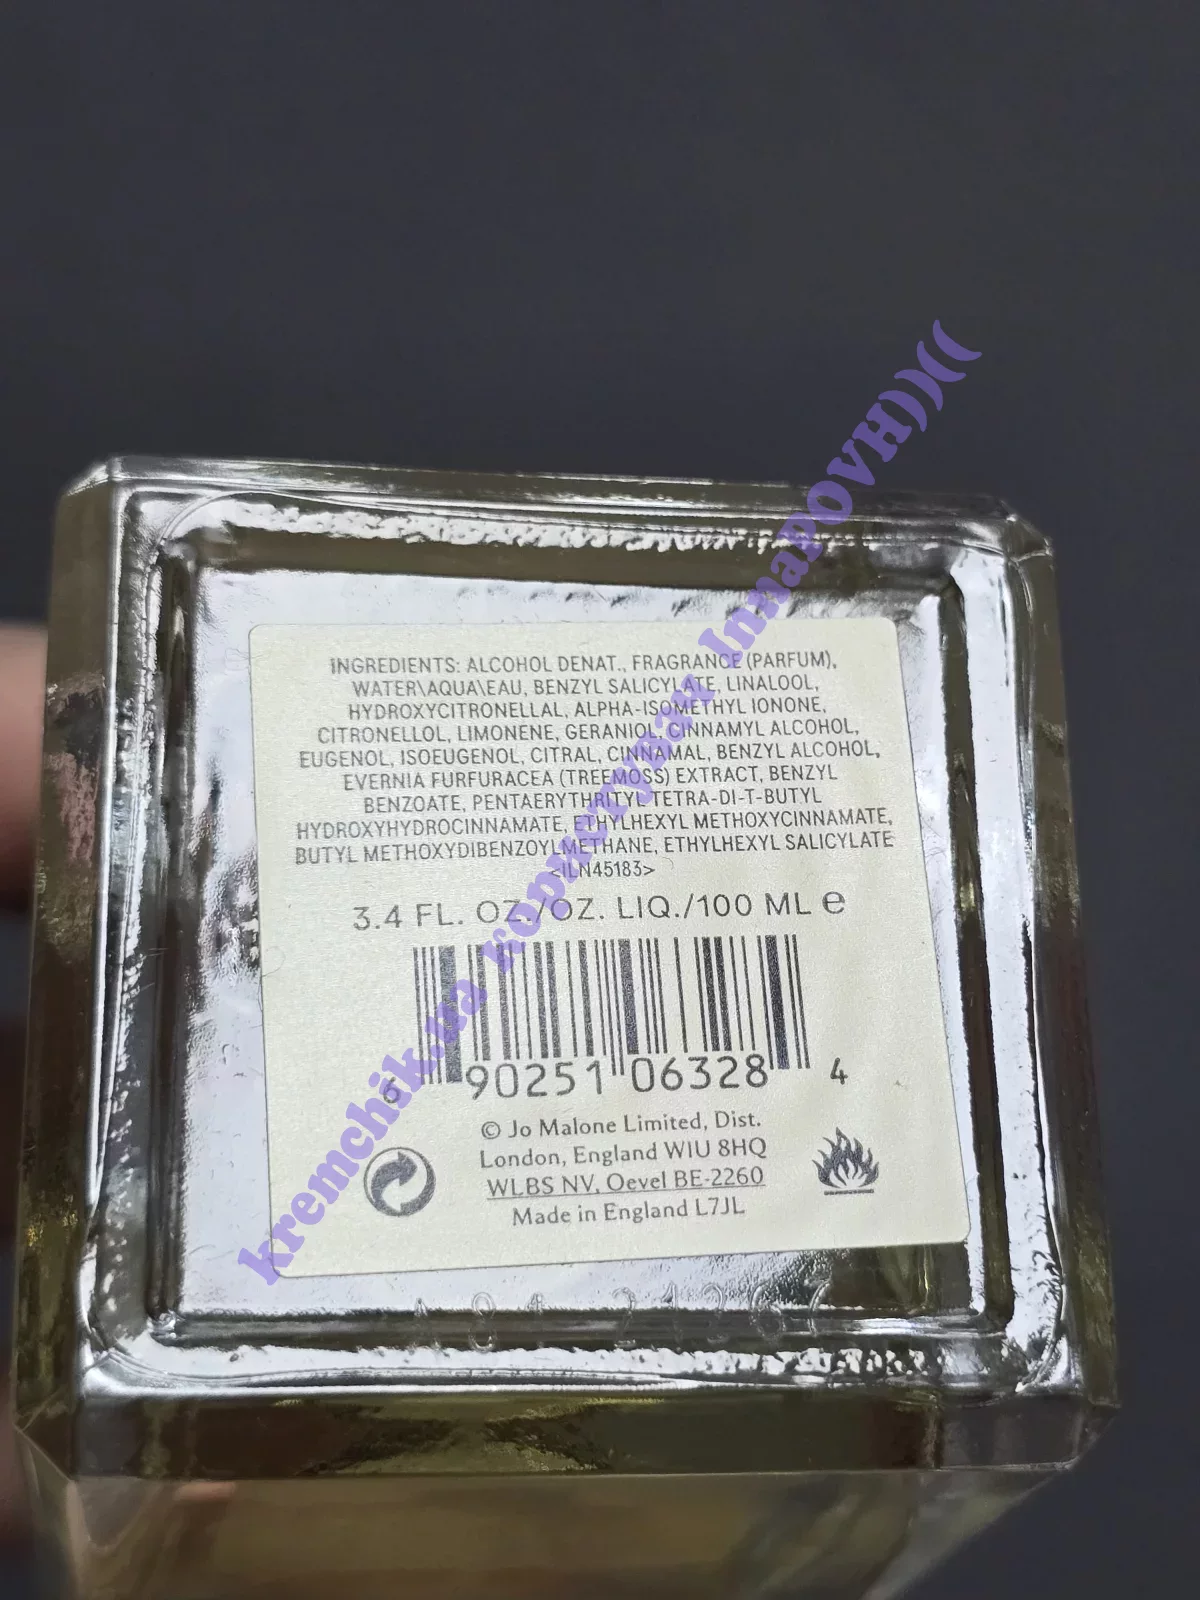 INGREDIENTS: ALCOHOL DENAT., FRAGRANCE (PARFUM),
WATER\AQUA\EAU, BENZYL SALICYLATE, LINALOOL,
HYDROXYCITRONELLAL, ALPHA-ISOMETHYL IONONE,
CITRONELLOL, LIMONENE, GERANIOL, CINNAMYL ALCOHOL,
EUGENOL, ISOEUGENOL, CITRAL, CINNAMAL, BENZYL ALCOHOL,
EVERNIA FURFURACEA (TREEMOSS) EXTRACT, BENZYL
BENZOATE, PENTAERYTHRITYL TETRA-DI-T-BUTYL
HYDROXYHYDROCINNAMATE, ETHYLHEXYL METHOXYCINNAMATE,
BUTYL METHOXYDIBENZOYLMETHANE, ETHYLHEXYL SALICYLATE
<ILN45183>
3.4 FL. OZ./OZ. LIQ./100 ML e
6 90251 06328 4
© Jo Malone Limited, Dist.
London, England W1U 8HQ
WLBS NV, Oevel BE-2260
Made in England L7JL
kremchik.ua користувач InnaPOVH))((